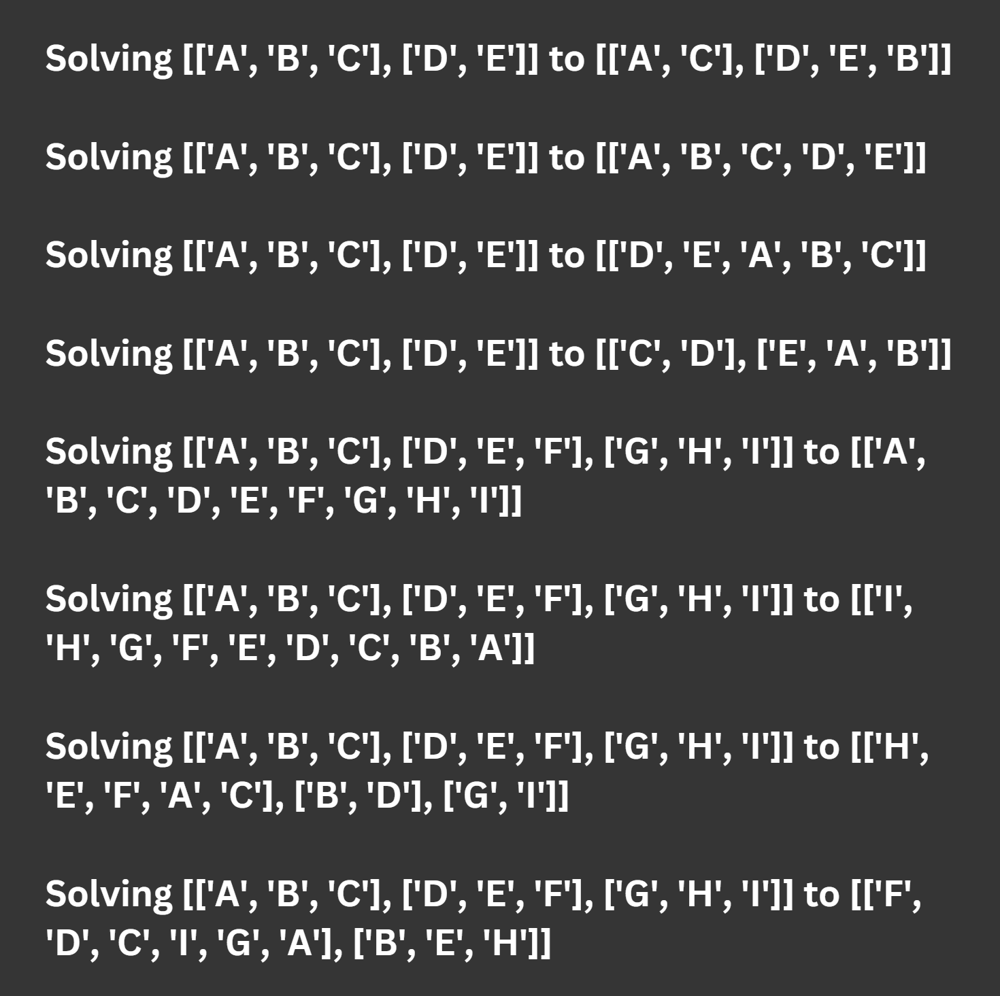 Solving [['A', 'B', 'C'], ['D', 'E']] to [['A', 'C'], ['D', 'E', 'B']]
Solving [['A', 'B', 'C'], ['D', 'E']] to [['A', 'B', 'C', 'D', 'E']]
Solving [['A', 'B', 'C'], ['D', 'E']] to [['D', 'E', 'A', 'B', 'C']]
Solving [['A', 'B', 'C'], ['D', 'E']] to [['C', 'D'], ['E', 'A', 'B']]
Solving [['A', 'B', 'C'], ['D', 'E', 'F'], ['G', 'H', 'I']] to [['A',
'B', 'C', 'D', 'E', 'F', 'G', 'H', 'I']]
Solving [['A', 'B', 'C'], ['D', 'E', 'F'], ['G', 'H', 'I']] to [['I',
'H', 'G', 'F', 'E', 'D', 'C', 'B', 'A']]
Solving [['A', 'B', 'C'], ['D', 'E', 'F'], ['G', 'H', 'I']] to [['H',
'E', 'F', 'A', 'C'], ['B', 'D'], ['G', 'I']]
Solving [['A', 'B', 'C'], ['D', 'E', 'F'], ['G', 'H', 'I']] to [['F',
'D', 'C', 'I', 'G', 'A'], ['B', 'E', 'H']]